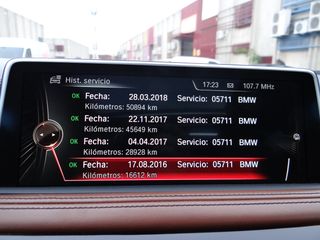 Hist. servicio
17:23 107.7 MHz
OK Fecha: 28.03.2018 Servicio: 05711 BMW
Kilómetros: 50894 km
OK Fecha: 22.11.2017 Servicio: 05711 BMW
Kilómetros: 45649 km
OK Fecha: 04.04.2017 Servicio: 05711 BMW
Kilómetros: 28928 km
OK Fecha: 17.08.2016 Servicio: 05711 BMW
Kilómetros: 16612 km